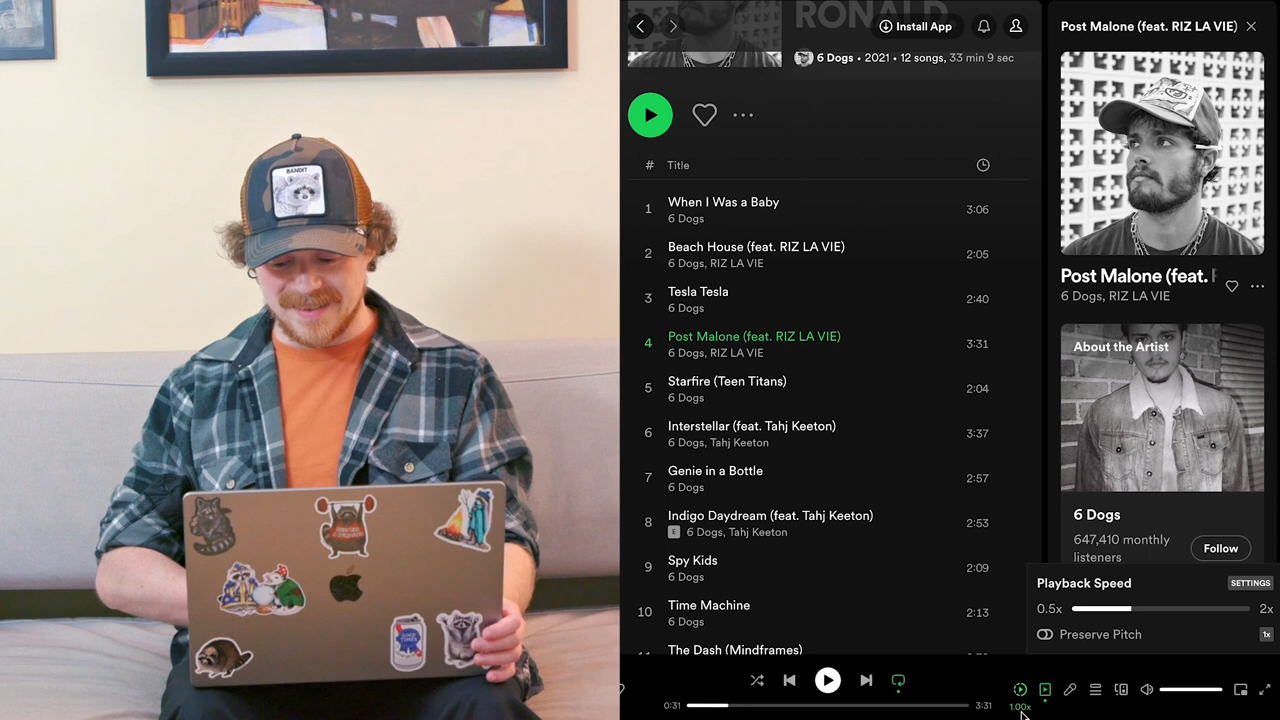 BANDIT
GOOD
TIMES
RONALD
Install App
6 Dogs • 2021 • 12 songs, 33 min 9 sec
# Title
1 When I Was a Baby 3:06
6 Dogs
2 Beach House (feat. RIZ LA VIE) 2:05
6 Dogs, RIZ LA VIE
3 Tesla Tesla 2:40
6 Dogs
4 Post Malone (feat. RIZ LA VIE) 3:31
6 Dogs, RIZ LA VIE
5 Starfire (Teen Titans) 2:04
6 Dogs
6 Interstellar (feat. Tahj Keeton) 3:37
6 Dogs, Tahj Keeton
7 Genie in a Bottle 2:57
6 Dogs
8 Indigo Daydream (feat. Tahj Keeton) 2:53
E 6 Dogs, Tahj Keeton
9 Spy Kids 2:09
6 Dogs
10 Time Machine 2:13
6 Dogs
The Dash (Mindframes)
Post Malone (feat. RIZ LA VIE)
Post Malone (feat.
6 Dogs, RIZ LA VIE
About the Artist
6 Dogs
647,410 monthly
listeners
Follow
Playback Speed SETTINGS
0.5x 2x
Preserve Pitch 1x
0:31 3:31
1.00x